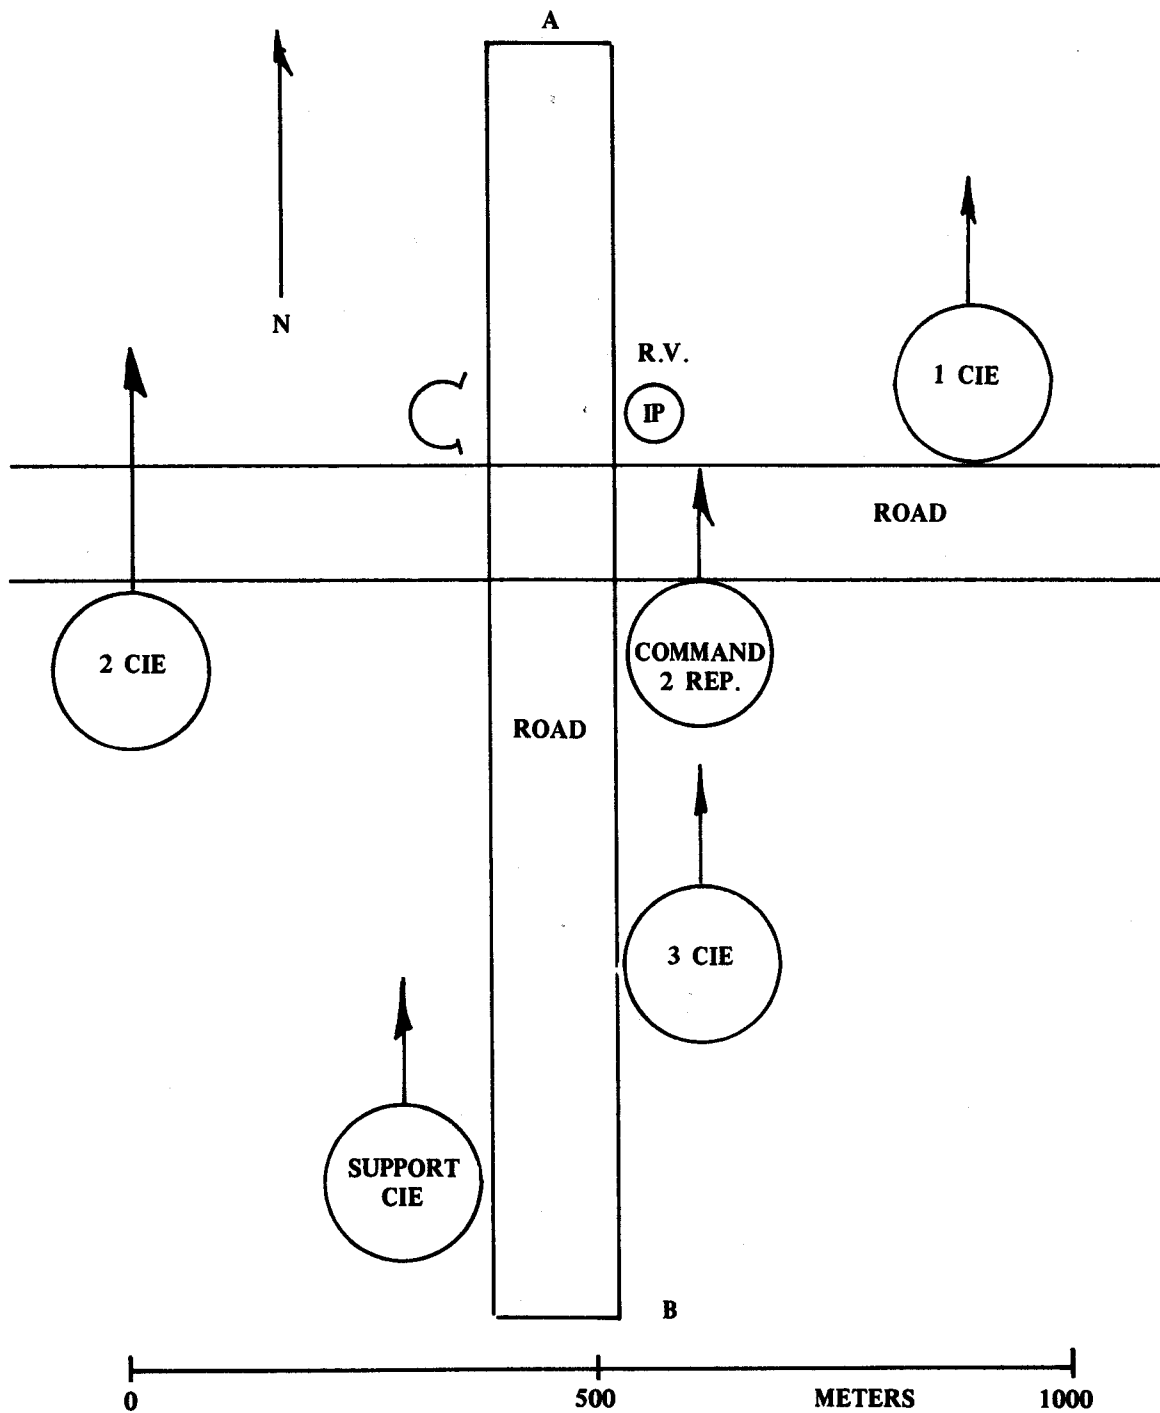 A
N
R.V.
IP
1 CIE
ROAD
2 CIE
COMMAND
2 REP.
ROAD
3 CIE
SUPPORT
CIE
B
0
500
METERS
1000